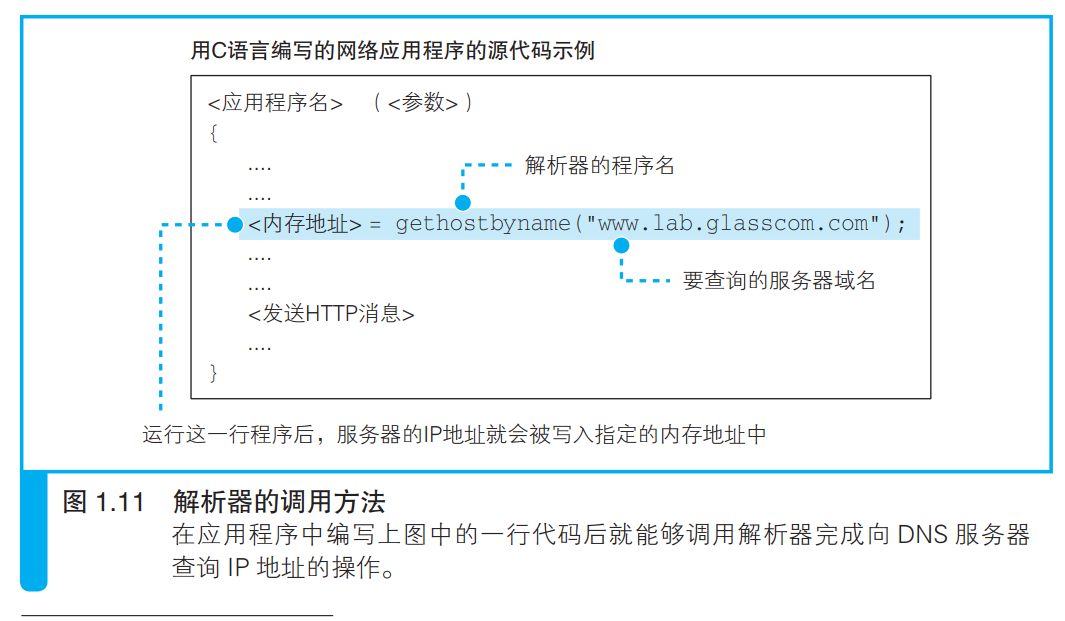 用C语言编写的网络应用程序的源代码示例
<应用程序名> (<参数>)
{
....
.... 解析器的程序名
<内存地址> = gethostbyname("www.lab.glasscom.com");
....
.... 要查询的服务器域名
<发送HTTP消息>
....
}
运行这一行程序后，服务器的IP地址就会被写入指定的内存地址中
图 1.11 解析器的调用方法
在应用程序中编写上图中的一行代码后就能够调用解析器完成向 DNS 服务器
查询 IP 地址的操作。